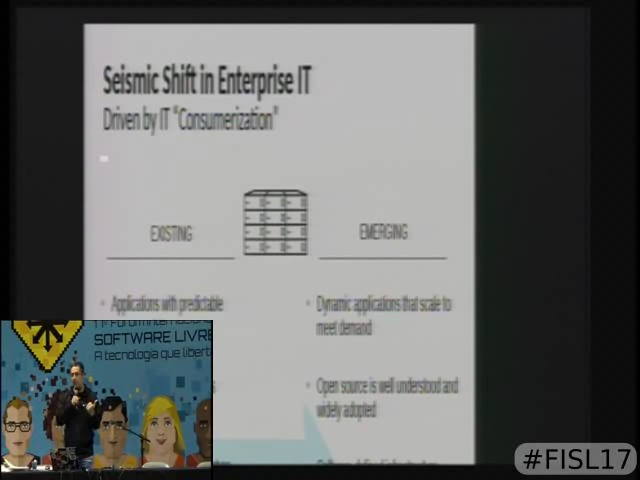 Seismic Shift in Enterprise IT
Driven by IT "Consumerization"
EXISTING
EMERGING
• Applications with predictable
• Dynamic applications that scale to
meet demand
• Open source is well understood and
widely adopted
SOFTWARE LIVRE
A tecnologia que libert
#FISL17